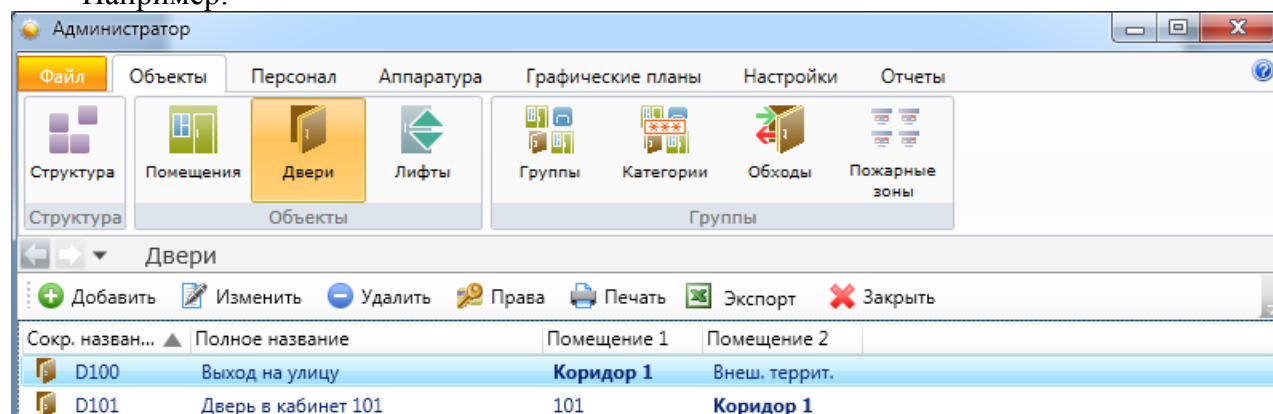 Например:
Администратор
Файл Объекты Персонал Аппаратура Графические планы Настройки Отчеты
Структура Помещения Двери Лифты Группы Категории Обходы Пожарные зоны
Структура Объекты Группы
Двери
Добавить Изменить Удалить Права Печать Экспорт Закрыть
Сокр. назван... Полное название Помещение 1 Помещение 2
D100 Выход на улицу Коридор 1 Внеш. террит.
D101 Дверь в кабинет 101 101 Коридор 1